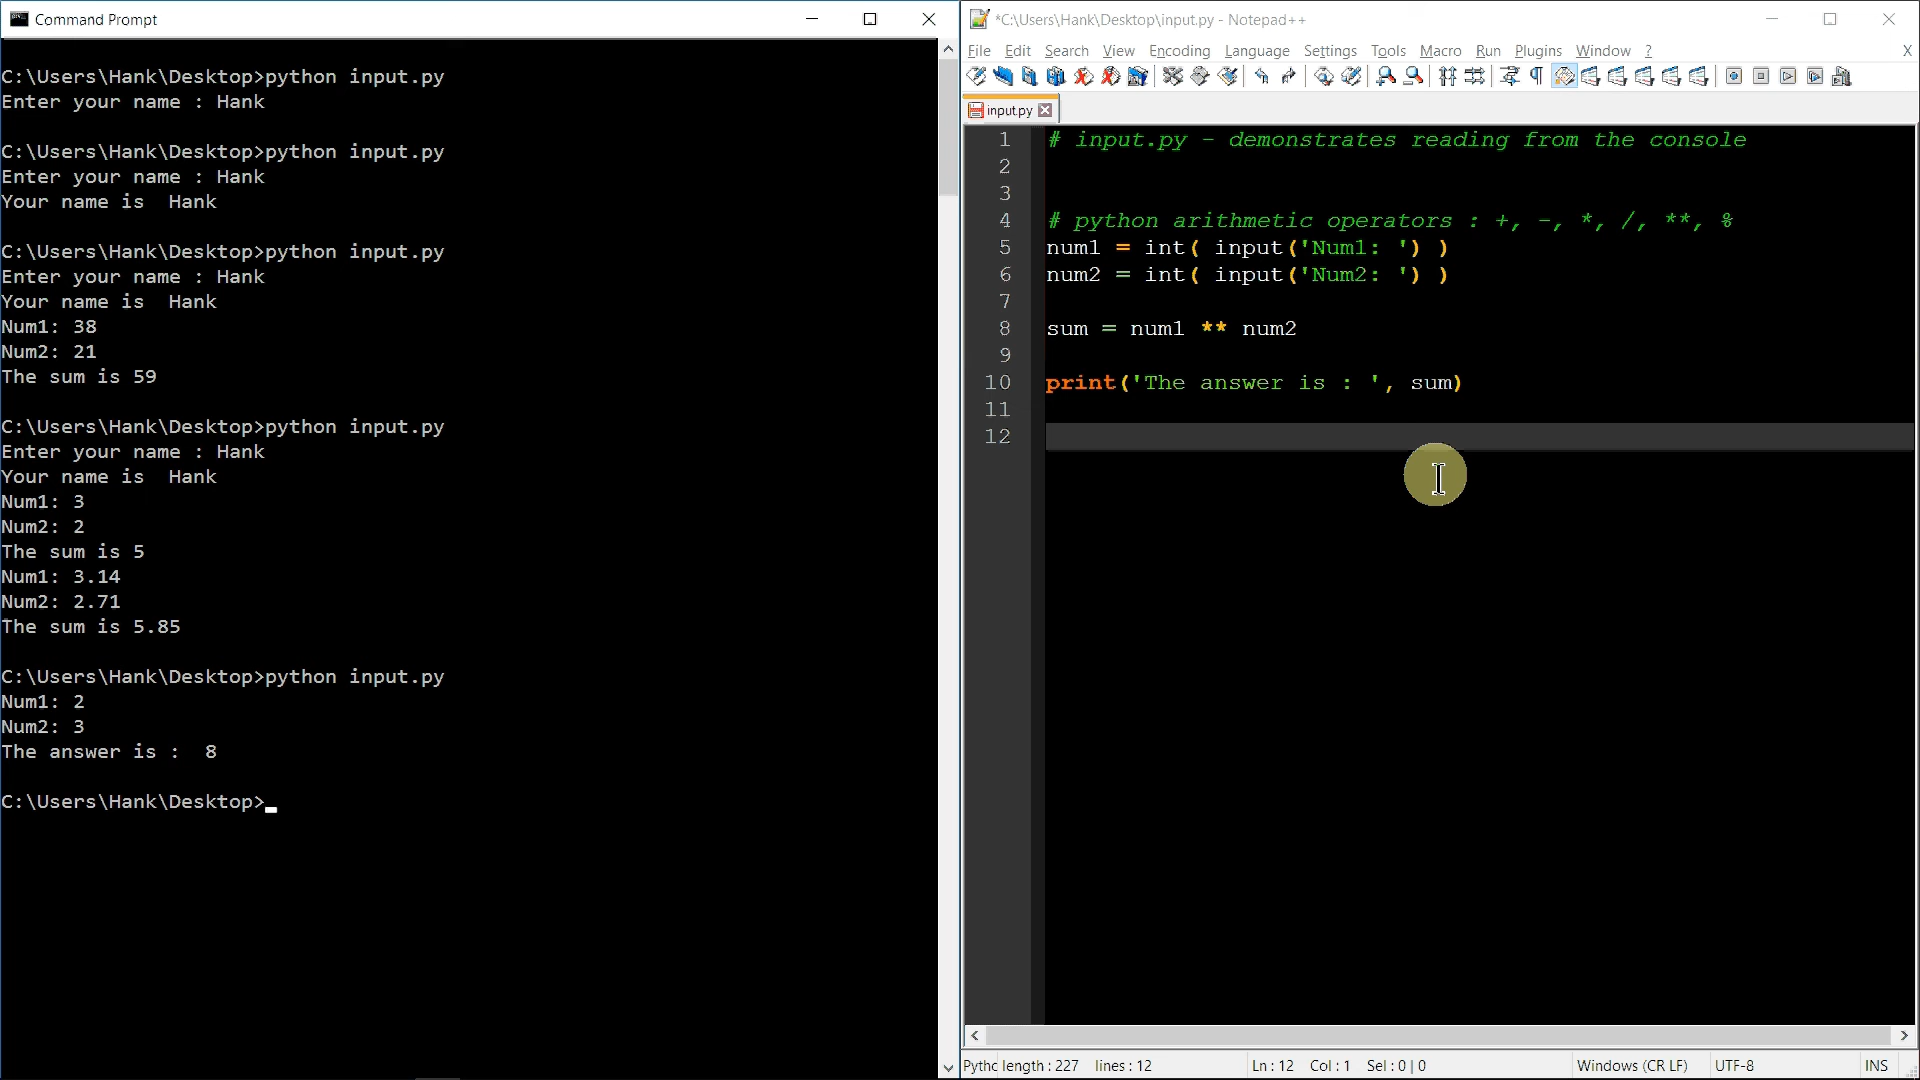 Command Prompt
C:\Users\Hank\Desktop>python input.py
Enter your name : Hank
C:\Users\Hank\Desktop>python input.py
Enter your name : Hank
Your name is  Hank
C:\Users\Hank\Desktop>python input.py
Enter your name : Hank
Your name is  Hank
Num1: 38
Num2: 21
The sum is 59
C:\Users\Hank\Desktop>python input.py
Enter your name : Hank
Your name is  Hank
Num1: 3
Num2: 2
The sum is 5
Num1: 3.14
Num2: 2.71
The sum is 5.85
C:\Users\Hank\Desktop>python input.py
Num1: 2
Num2: 3
The answer is :  8
C:\Users\Hank\Desktop>_
*C:\Users\Hank\Desktop\input.py - Notepad++
File Edit Search View Encoding Language Settings Tools Macro Run Plugins Window ? X
input.py
1 # input.py - demonstrates reading from the console
2
3
4 # python arithmetic operators : +, -, *, /, **, %
5 num1 = int( input('Num1: ') )
6 num2 = int( input('Num2: ') )
7
8 sum = num1 ** num2
9
10 print('The answer is : ', sum)
11
12
Pythc length : 227 lines : 12 Ln : 12 Col : 1 Sel : 0 | 0 Windows (CR LF) UTF-8 INS